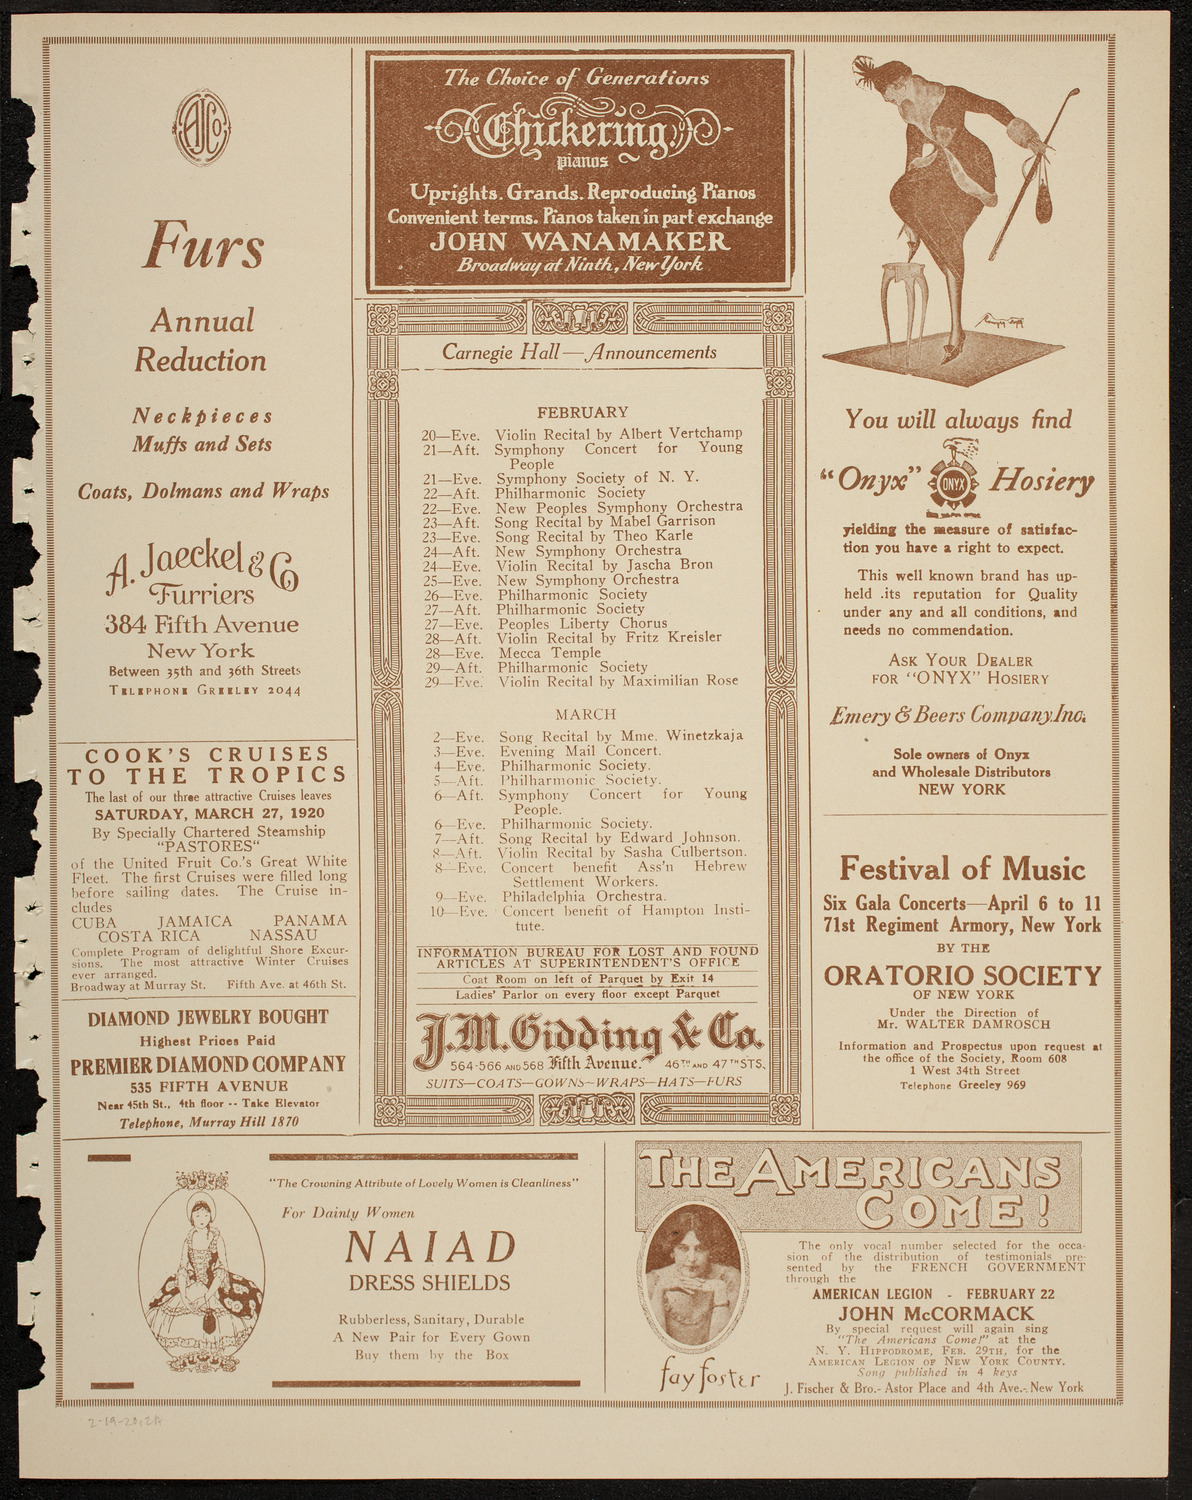 AJCo
Furs
Annual
Reduction
Neckpieces
Muffs and Sets
Coats, Dolmans and Wraps
A. Jaeckel & Co
Furriers
384 Fifth Avenue
New York
Between 35th and 36th Streets
TELEPHONE GREELEY 2044
COOK'S CRUISES
TO THE TROPICS
The last of our three attractive Cruises leaves
SATURDAY, MARCH 27, 1920
By Specially Chartered Steamship
"PASTORES"
of the United Fruit Co.'s Great White
Fleet. The first Cruises were filled long
before sailing dates. The Cruise in-
cludes
CUBA JAMAICA PANAMA
COSTA RICA NASSAU
Complete Program of delightful Shore Excur-
sions. The most attractive Winter Cruises
ever arranged.
Broadway at Murray St. Fifth Ave. at 46th St.
DIAMOND JEWELRY BOUGHT
Highest Prices Paid
PREMIER DIAMOND COMPANY
535 FIFTH AVENUE
Near 45th St., 4th floor -- Take Elevator
Telephone, Murray Hill 1870
The Choice of Generations
Chickering
pianos
Uprights. Grands. Reproducing Pianos
Convenient terms. Pianos taken in part exchange
JOHN WANAMAKER
Broadway at Ninth, New York
Carnegie Hall—Announcements
FEBRUARY
20—Eve. Violin Recital by Albert Vertchamp
21—Aft. Symphony Concert for Young
People
21—Eve. Symphony Society of N. Y.
22—Aft. Philharmonic Society
22—Eve. New Peoples Symphony Orchestra
23—Aft. Song Recital by Mabel Garrison
23—Eve. Song Recital by Theo Karle
24—Aft. New Symphony Orchestra
24—Eve. Violin Recital by Jascha Bron
25—Eve. New Symphony Orchestra
26—Eve. Philharmonic Society
27—Aft. Philharmonic Society
27—Eve. Peoples Liberty Chorus
28—Aft. Violin Recital by Fritz Kreisler
28—Eve. Mecca Temple
29—Aft. Philharmonic Society
29—Eve. Violin Recital by Maximilian Rose
MARCH
2—Eve. Song Recital by Mme. Winetzkaja
3—Eve. Evening Mail Concert.
4—Eve. Philharmonic Society.
5—Aft. Philharmonic Society.
6—Aft. Symphony Concert for Young
People.
6—Eve. Philharmonic Society.
7—Aft. Song Recital by Edward Johnson.
8—Aft. Violin Recital by Sasha Culbertson.
8—Eve. Concert benefit Ass'n Hebrew
Settlement Workers.
9—Eve. Philadelphia Orchestra.
10—Eve. Concert benefit of Hampton Insti-
tute.
INFORMATION BUREAU FOR LOST AND FOUND
ARTICLES AT SUPERINTENDENT'S OFFICE
Coat Room on left of Parquet by Exit 14
Ladies' Parlor on every floor except Parquet
J.M. Gidding & Co.
564-566 AND 568 Fifth Avenue. 46TH AND 47TH STS.
SUITS—COATS—GOWNS—WRAPS—HATS—FURS
You will always find
"Onyx" ONYX Hosiery
yielding the measure of satisfac-
tion you have a right to expect.
This well known brand has up-
held its reputation for Quality
under any and all conditions, and
needs no commendation.
ASK YOUR DEALER
FOR "ONYX" HOSIERY
Emery & Beers Company, Inc.
Sole owners of Onyx
and Wholesale Distributors
NEW YORK
Festival of Music
Six Gala Concerts—April 6 to 11
71st Regiment Armory, New York
BY THE
ORATORIO SOCIETY
OF NEW YORK
Under the Direction of
Mr. WALTER DAMROSCH
Information and Prospectus upon request at
the office of the Society, Room 608
1 West 34th Street
Telephone Greeley 969
"The Crowning Attribute of Lovely Women is Cleanliness"
For Dainty Women
NAIAD
DRESS SHIELDS
Rubberless, Sanitary, Durable
A New Pair for Every Gown
Buy them by the Box
THE AMERICANS
COME!
The only vocal number selected for the occa-
sion of the distribution of testimonials pre-
sented by the FRENCH GOVERNMENT
through the
AMERICAN LEGION - FEBRUARY 22
JOHN McCORMACK
By special request will again sing
"The Americans Come!" at the
N. Y. HIPPODROME, FEB. 29TH, for the
AMERICAN LEGION OF NEW YORK COUNTY.
Song published in 4 keys
J. Fischer & Bro.- Astor Place and 4th Ave.- New York
fay foster
2-19-20,2A